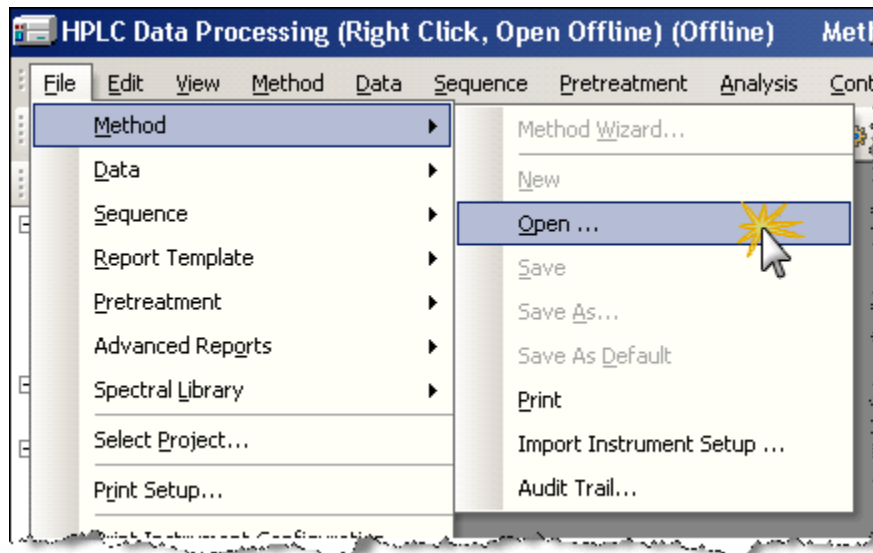 HPLC Data Processing (Right Click, Open Offline) (Offline)
File Edit View Method Data Sequence Pretreatment Analysis
Method
Data
Sequence
Report Template
Pretreatment
Advanced Reports
Spectral Library
Select Project...
Print Setup...
Method Wizard...
New
Open ...
Save
Save As...
Save As Default
Print
Import Instrument Setup ...
Audit Trail...